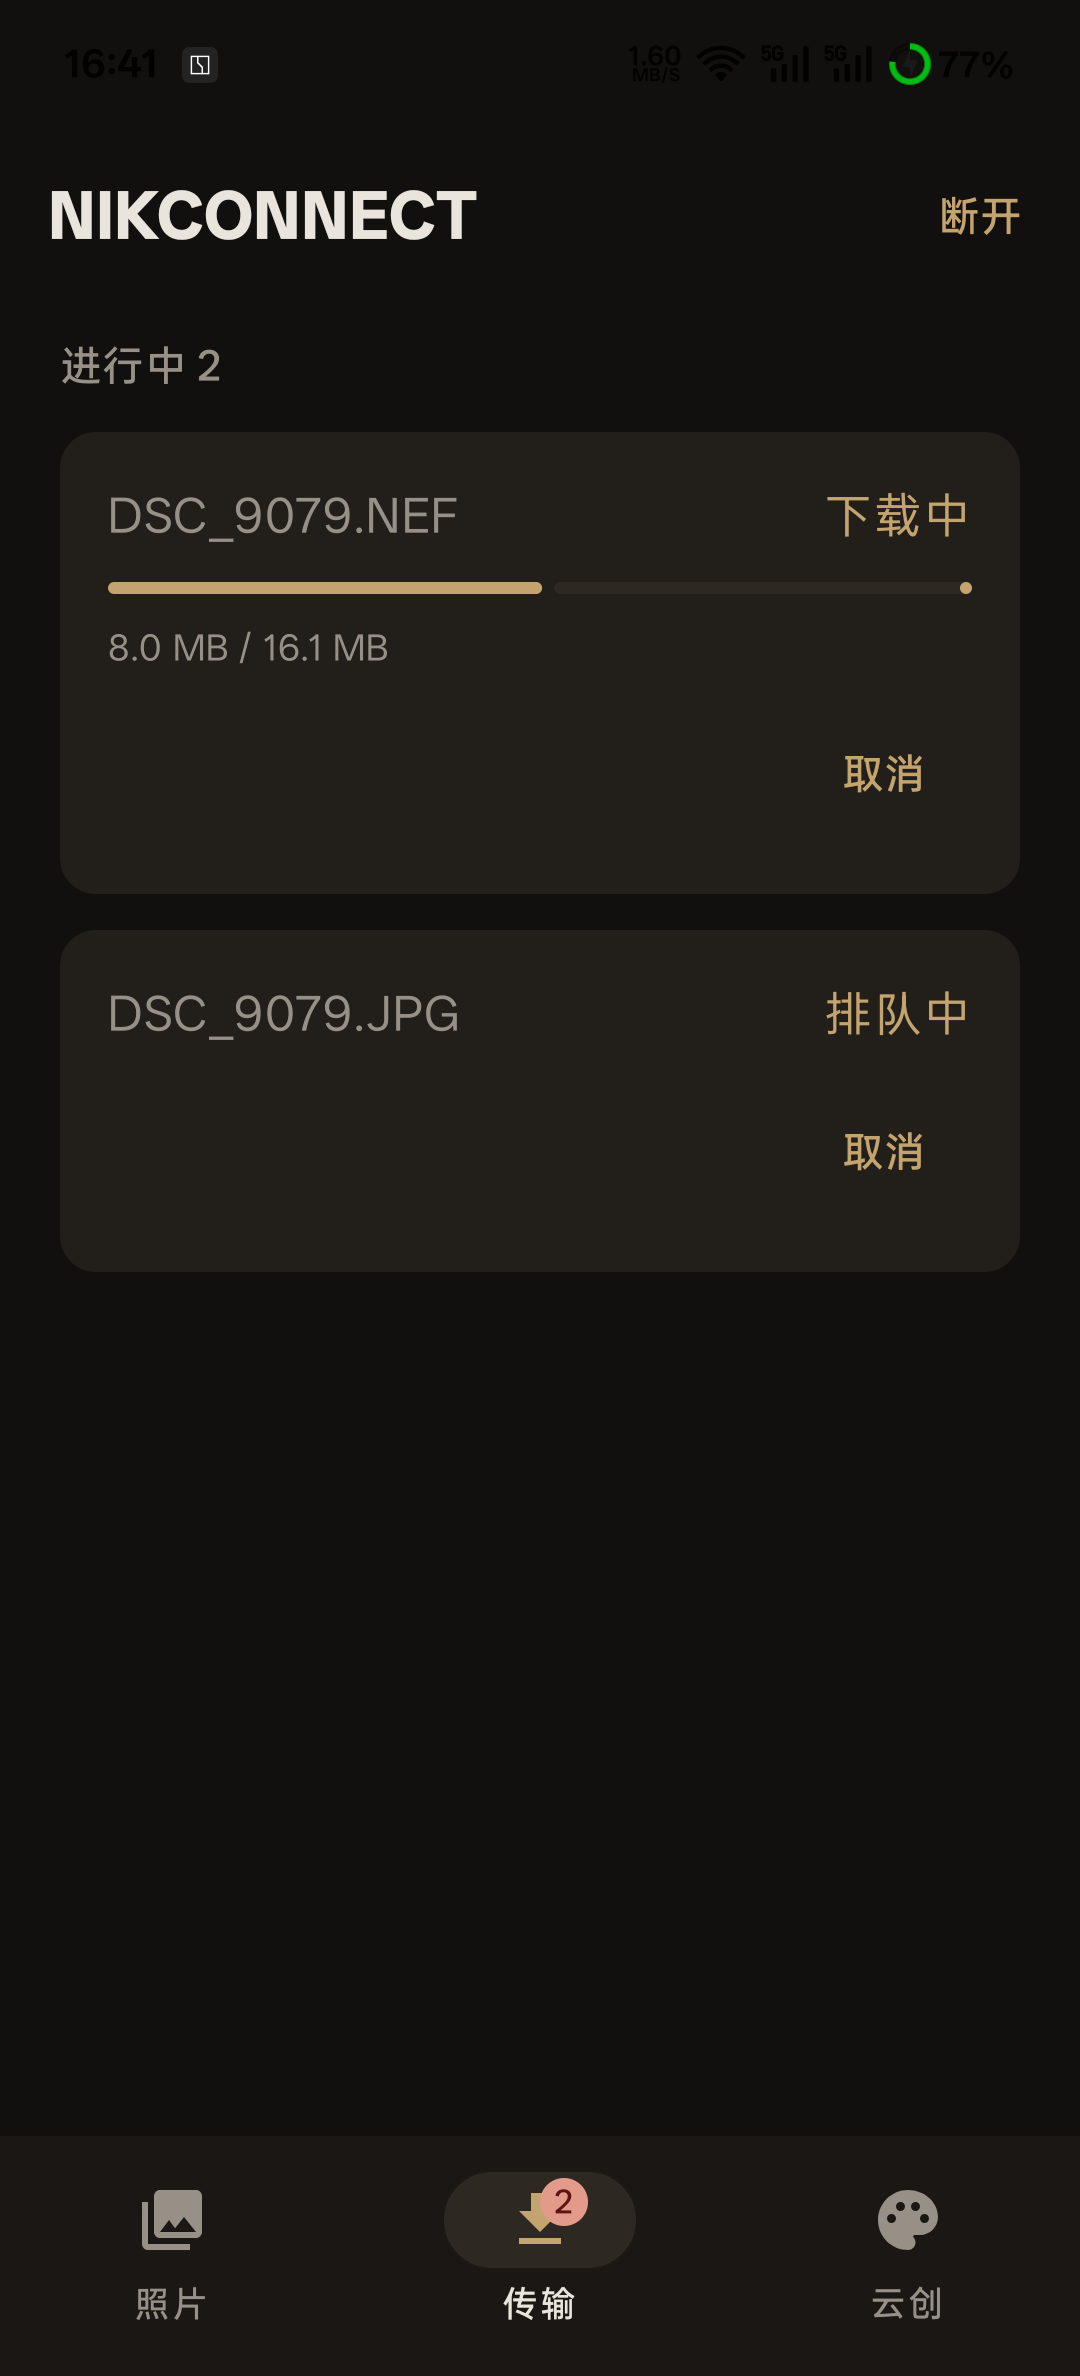 16:41
1.60 MB/S 5G 5G 77%
NIKCONNECT 断开
进行中 2
DSC_9079.NEF 下载中
8.0 MB / 16.1 MB
取消
DSC_9079.JPG 排队中
取消
2
照片 传输 云创